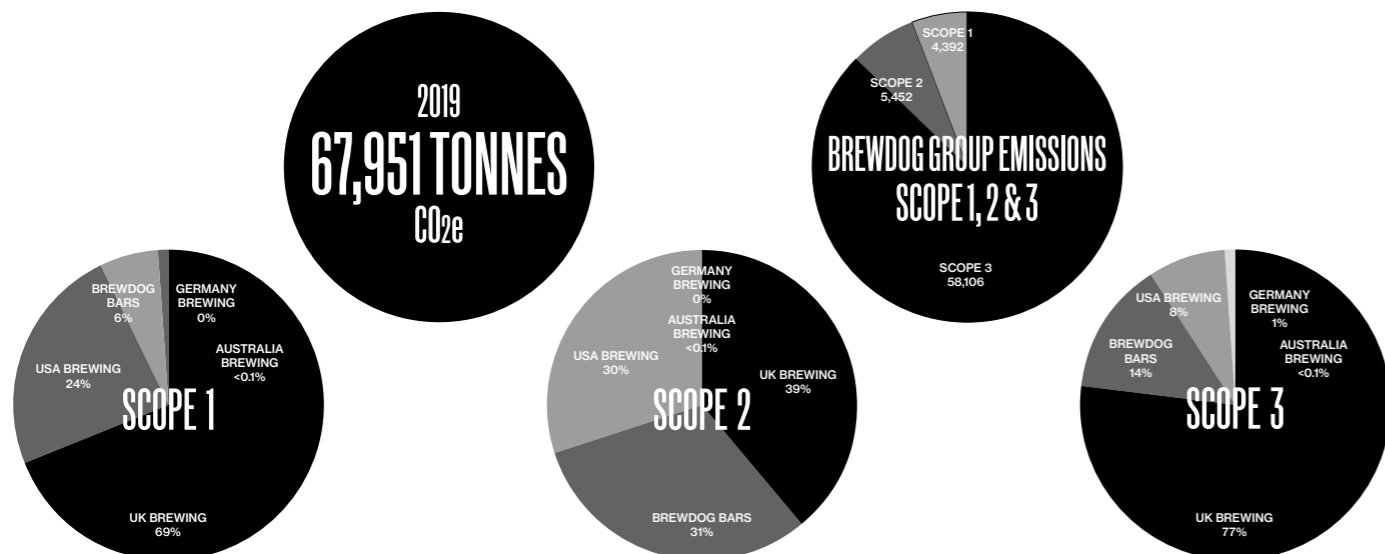 2019
67,951 TONNES
CO2e
SCOPE 1
4,392
SCOPE 2
5,452
BREWDOG GROUP EMISSIONS
SCOPE 1, 2 & 3
SCOPE 3
58,106
BREWDOG
BARS
6%
GERMANY
BREWING
0%
AUSTRALIA
BREWING
<0.1%
USA BREWING
24%
SCOPE 1
UK BREWING
69%
GERMANY
BREWING
0%
AUSTRALIA
BREWING
<0.1%
USA BREWING
30%
UK BREWING
39%
SCOPE 2
BREWDOG BARS
31%
USA BREWING
8%
GERMANY
BREWING
1%
BREWDOG
BARS
14%
AUSTRALIA
BREWING
<0.1%
SCOPE 3
UK BREWING
77%